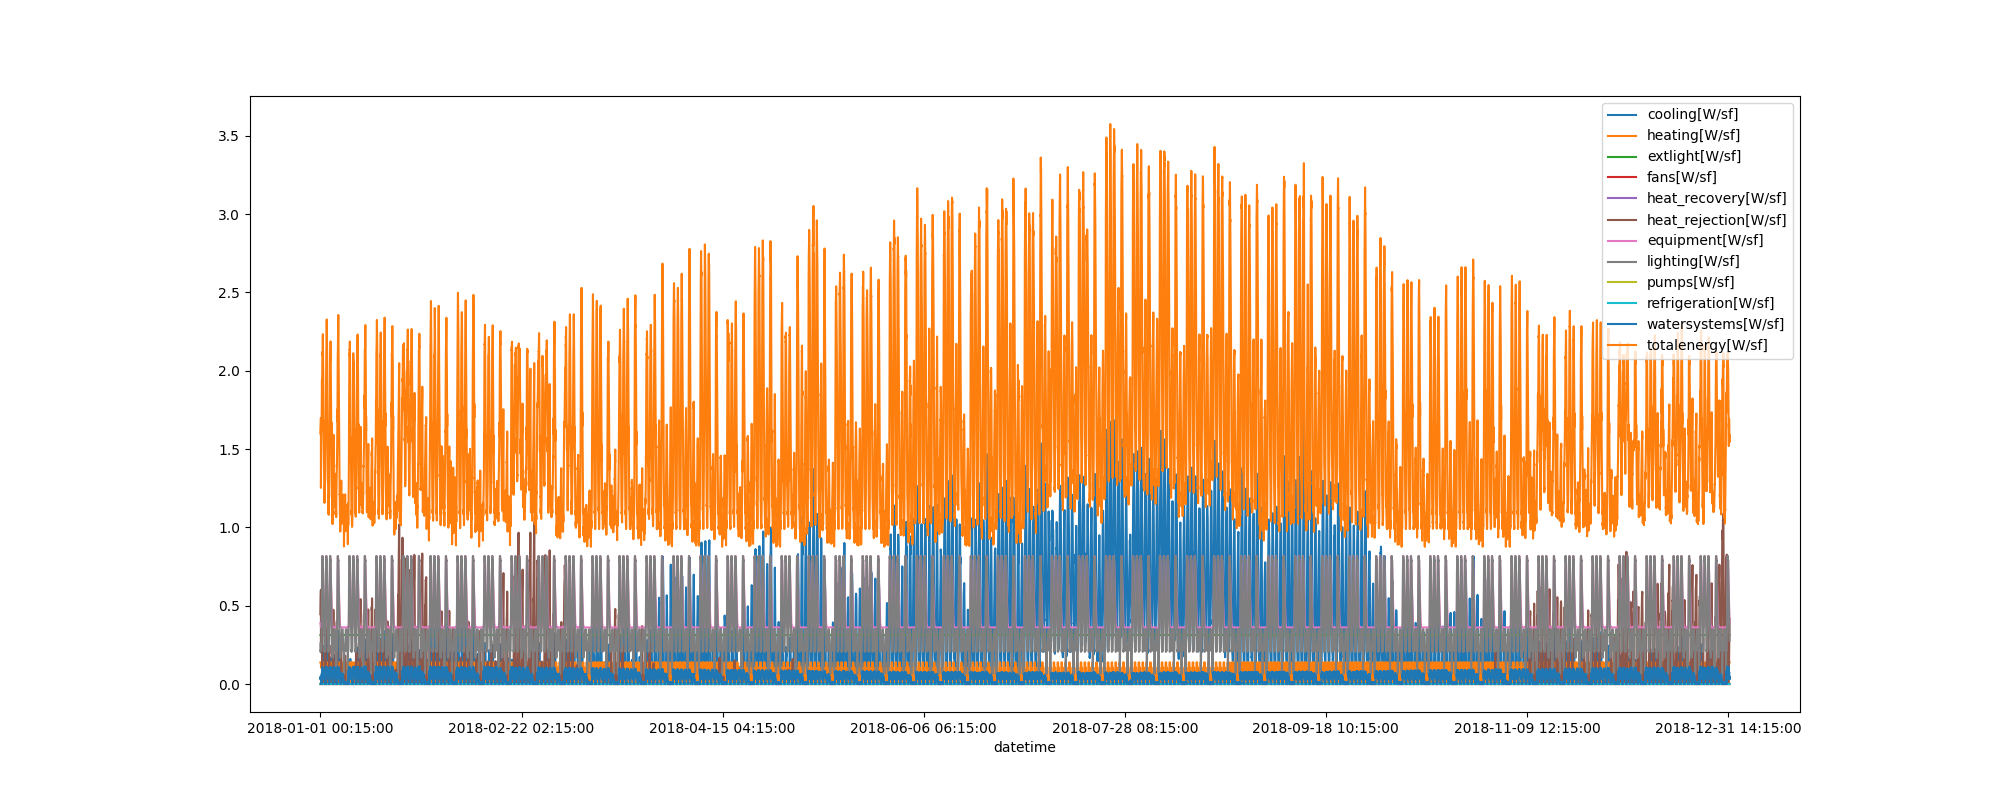 3.5
3.0
2.5
2.0
1.5
1.0
0.5
0.0
cooling[W/sf]
heating[W/sf]
extlight[W/sf]
fans[W/sf]
heat_recovery[W/sf]
heat_rejection[W/sf]
equipment[W/sf]
lighting[W/sf]
pumps[W/sf]
refrigeration[W/sf]
watersystems[W/sf]
totalenergy[W/sf]
2018-01-01 00:15:00
2018-02-22 02:15:00
2018-04-15 04:15:00
2018-06-06 06:15:00
2018-07-28 08:15:00
2018-09-18 10:15:00
2018-11-09 12:15:00
2018-12-31 14:15:00
datetime